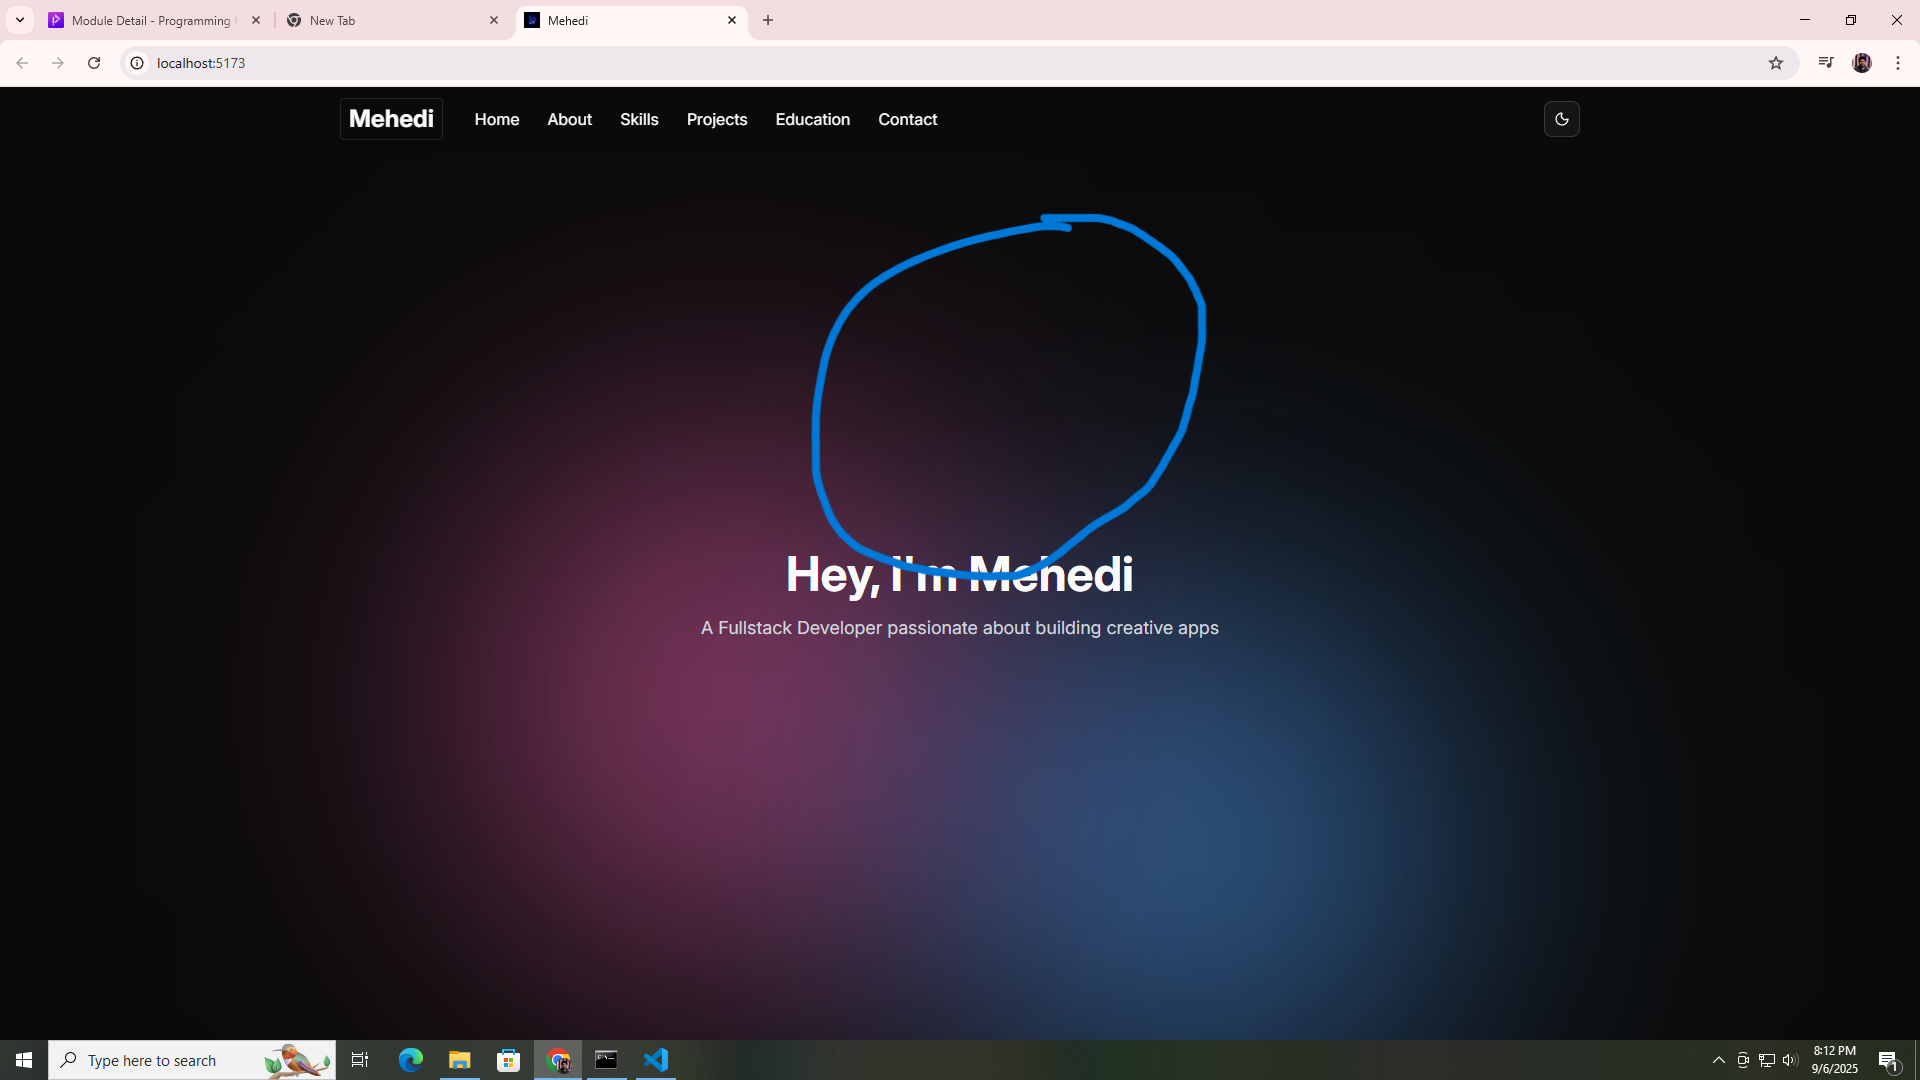 Module Detail - Programming
New Tab
Mehedi
localhost:5173
Mehedi
Home
About
Skills
Projects
Education
Contact
Hey, I'm Mehedi
A Fullstack Developer passionate about building creative apps
Type here to search
8:12 PM
9/6/2025
1